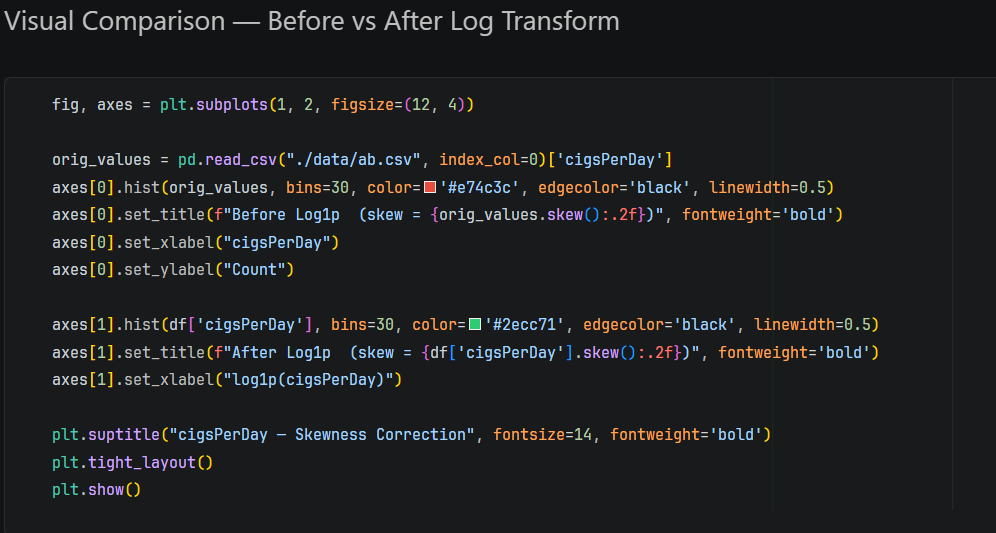 Visual Comparison — Before vs After Log Transform
fig, axes = plt.subplots(1, 2, figsize=(12, 4))
orig_values = pd.read_csv("./data/ab.csv", index_col=0)['cigsPerDay']
axes[0].hist(orig_values, bins=30, color='#e74c3c', edgecolor='black', linewidth=0.5)
axes[0].set_title(f"Before Log1p  (skew = {orig_values.skew():.2f})", fontweight='bold')
axes[0].set_xlabel("cigsPerDay")
axes[0].set_ylabel("Count")
axes[1].hist(df['cigsPerDay'], bins=30, color='#2ecc71', edgecolor='black', linewidth=0.5)
axes[1].set_title(f"After Log1p  (skew = {df['cigsPerDay'].skew():.2f})", fontweight='bold')
axes[1].set_xlabel("log1p(cigsPerDay)")
plt.suptitle("cigsPerDay — Skewness Correction", fontsize=14, fontweight='bold')
plt.tight_layout()
plt.show()